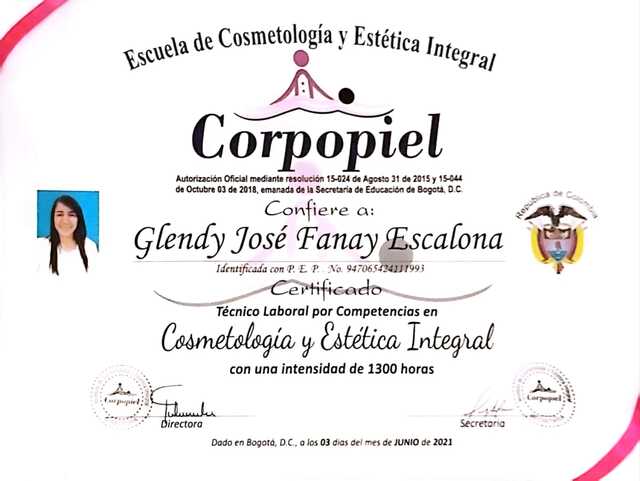 Escuela de Cosmetología y Estética Integral
Corpopiel
Autorización Oficial mediante resolución 15-024 de Agosto 31 de 2015 y 15-044
de Octubre 03 de 2018, emanada de la Secretaría de Educación de Bogotá, D.C.
Confiere a:
República de Colombia
Glendy José Fanay Escalona
Identificada con P. E. P. No. 947065424111993
Certificado
Técnico Laboral por Competencias en
Cosmetología y Estética Integral
con una intensidad de 1300 horas
Corpopiel
Corpopiel
Directora
Secretaria
Dado en Bogotá, D.C., a los 03 días del mes de JUNIO de 2021